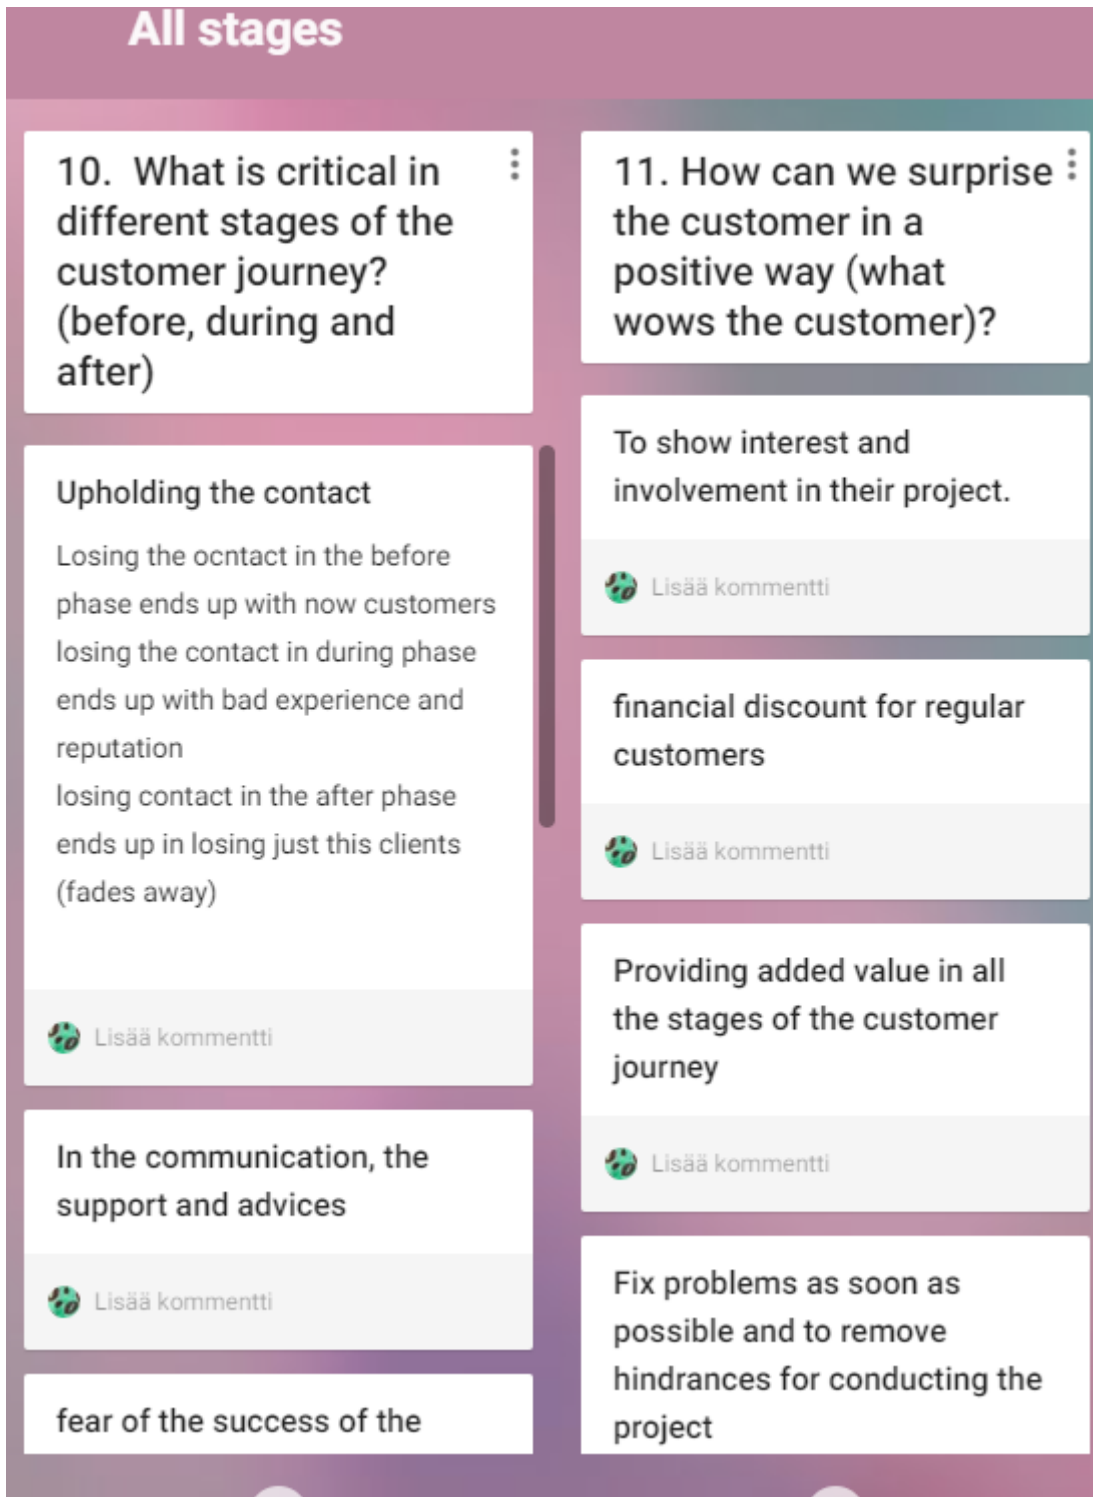 All stages
10. What is critical in
different stages of the
customer journey?
(before, during and
after)
Upholding the contact
Losing the ocntact in the before
phase ends up with now customers
losing the contact in during phase
ends up with bad experience and
reputation
losing contact in the after phase
ends up in losing just this clients
(fades away)
Lisää kommentti
In the communication, the
support and advices
Lisää kommentti
fear of the success of the
11. How can we surprise
the customer in a
positive way (what
wows the customer)?
To show interest and
involvement in their project.
Lisää kommentti
financial discount for regular
customers
Lisää kommentti
Providing added value in all
the stages of the customer
journey
Lisää kommentti
Fix problems as soon as
possible and to remove
hindrances for conducting the
project